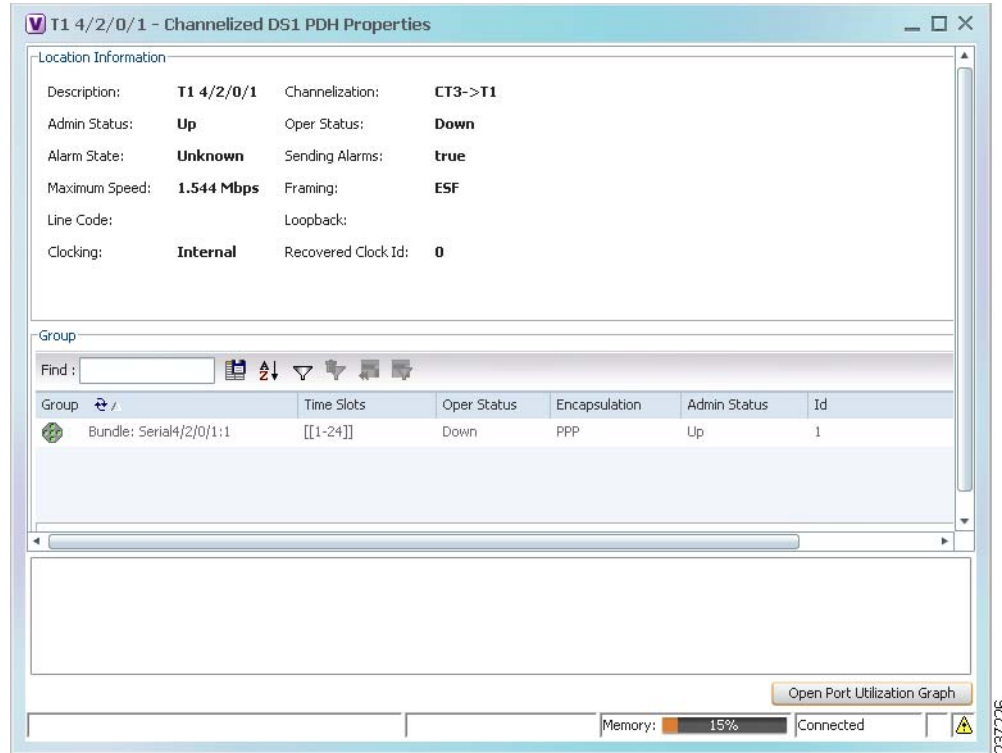 T1 4/2/0/1 - Channelized DS1 PDH Properties
Location Information
Description: T1 4/2/0/1 Channelization: CT3->T1
Admin Status: Up Oper Status: Down
Alarm State: Unknown Sending Alarms: true
Maximum Speed: 1.544 Mbps Framing: ESF
Line Code: Loopback:
Clocking: Internal Recovered Clock Id: 0
Group
Find :
Group Time Slots Oper Status Encapsulation Admin Status Id
Bundle: Serial4/2/0/1:1 [[1-24]] Down PPP Up 1
Open Port Utilization Graph
Memory: 15% Connected